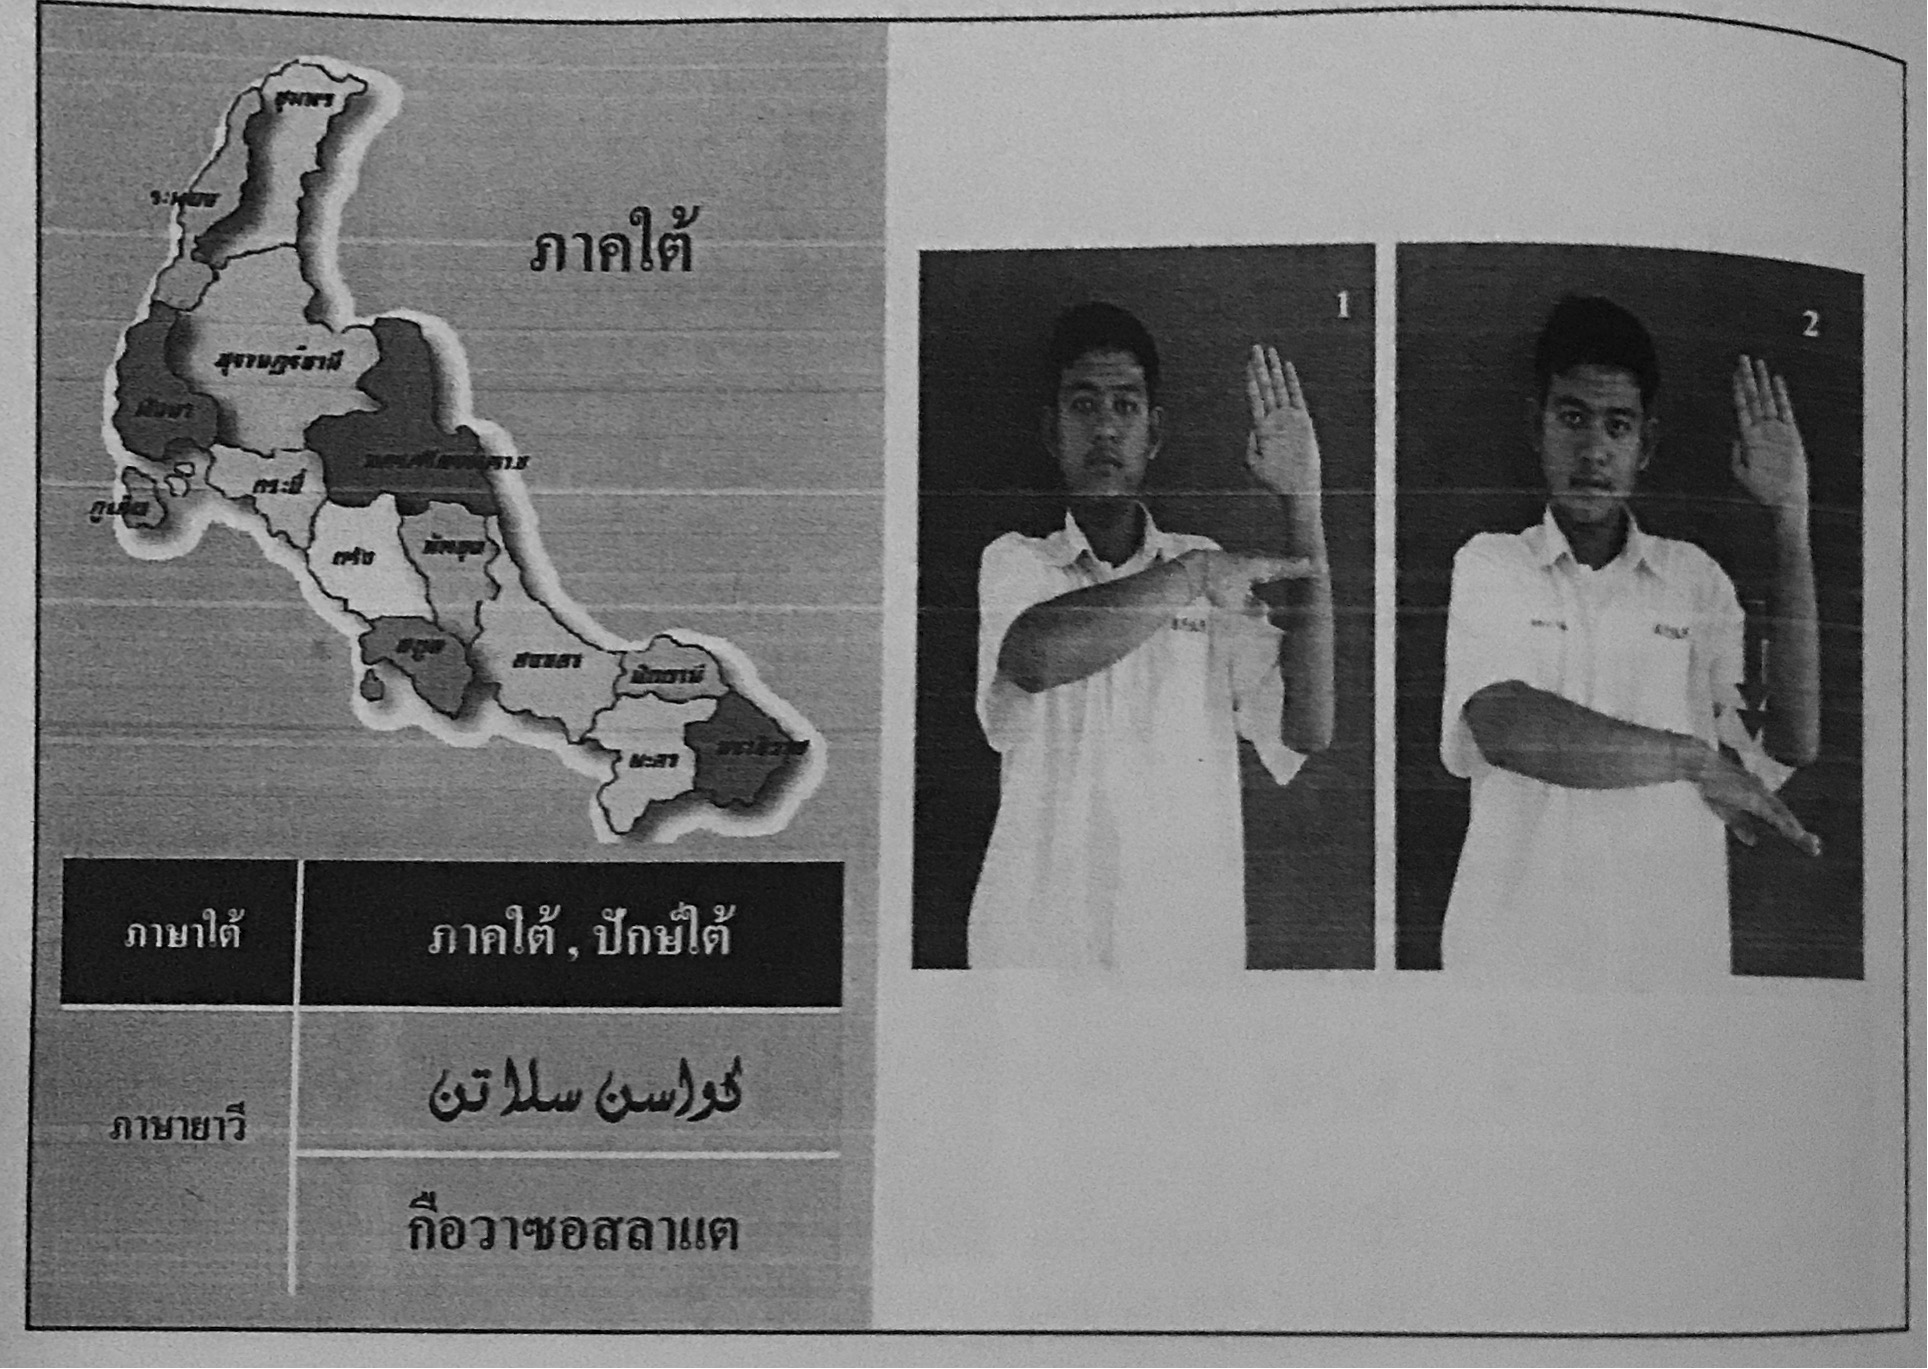 ชุมพร
ระนอง
ภาคใต้
สุราษฎร์ธานี
พังงา
นครศรีธรรมราช
กระบี่
ภูเก็ต
ตรัง
พัทลุง
สตูล
สงขลา
ปัตตานี
ยะลา
นราธิวาส
1
2
ภาษาใต้
ภาคใต้ , ปักษ์ใต้
ภาษายาวี
كواسن سلاتن
กือวาซอสลาแต